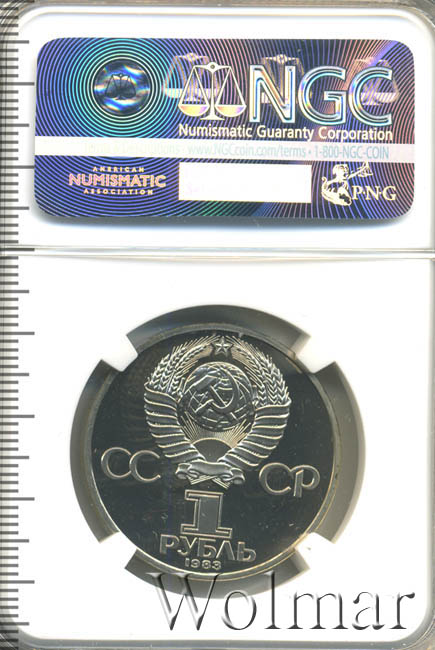 NGC
Numismatic Guaranty Corporation
www.NGCcoin.com/terms • 1-800-NGC-COIN
AMERICAN
NUMISMATIC
ASSOCIATION
PNG
СС СР
1
РУБЛЬ
1983
Wolmar